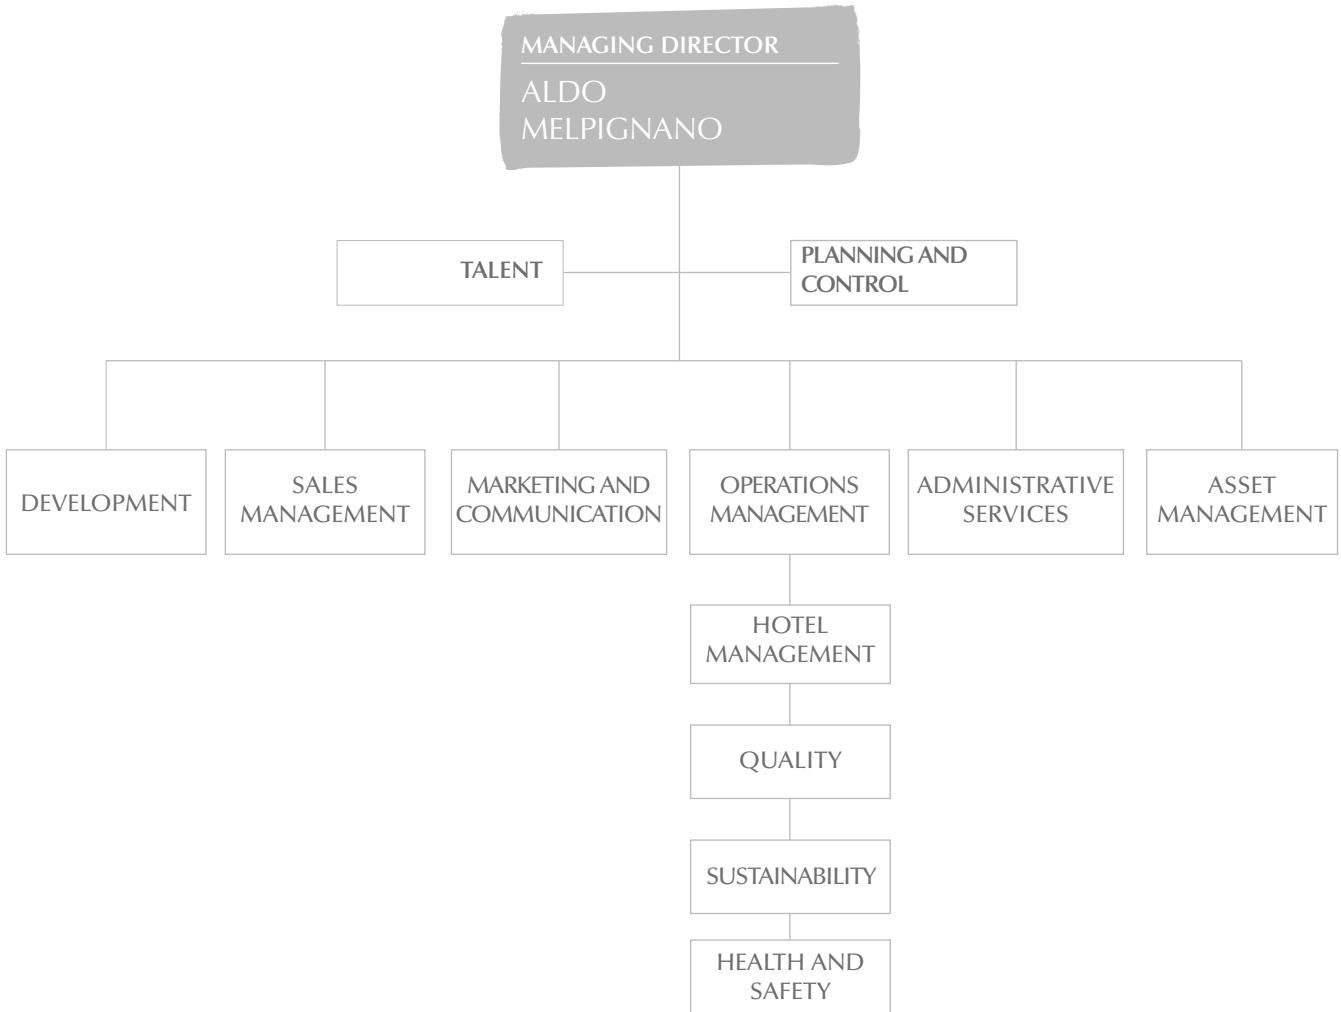 MANAGING DIRECTOR
ALDO
MELPIGNANO
TALENT
PLANNING AND
CONTROL
DEVELOPMENT
SALES
MANAGEMENT
MARKETING AND
COMMUNICATION
OPERATIONS
MANAGEMENT
ADMINISTRATIVE
SERVICES
ASSET
MANAGEMENT
HOTEL
MANAGEMENT
QUALITY
SUSTAINABILITY
HEALTH AND
SAFETY